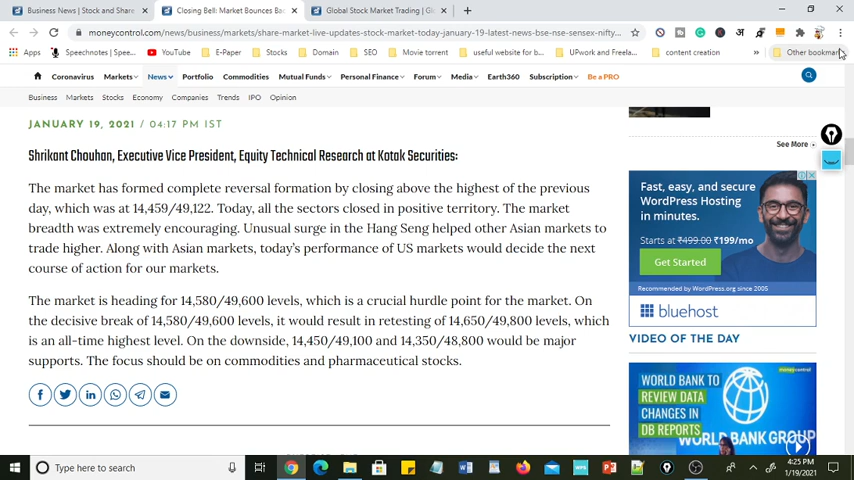 Business News | Stock and Share
Closing Bell: Market Bounces Bac
Global Stock Market Trading | Gl
moneycontrol.com/news/business/markets/share-market-live-updates-stock-market-today-january-19-latest-news-bse-nse-sensex-nifty...
Apps Speechnotes | Spee... YouTube E-Paper Stocks Domain SEO Movie torrent useful website for b... UPwork and Freela... content creation Other bookmarks
Coronavirus Markets News Portfolio Commodities Mutual Funds Personal Finance Forum Media Earth360 Subscription Be a PRO
Business Markets Stocks Economy Companies Trends IPO Opinion
JANUARY 19, 2021 / 04:17 PM IST
Shrikant Chouhan, Executive Vice President, Equity Technical Research at Kotak Securities:
The market has formed complete reversal formation by closing above the highest of the previous
day, which was at 14,459/49,122. Today, all the sectors closed in positive territory. The market
breadth was extremely encouraging. Unusual surge in the Hang Seng helped other Asian markets to
trade higher. Along with Asian markets, today's performance of US markets would decide the next
course of action for our markets.
The market is heading for 14,580/49,600 levels, which is a crucial hurdle point for the market. On
the decisive break of 14,580/49,600 levels, it would result in retesting of 14,650/49,800 levels, which
is an all-time highest level. On the downside, 14,450/49,100 and 14,350/48,800 would be major
supports. The focus should be on commodities and pharmaceutical stocks.
See More
Fast, easy, and secure
WordPress Hosting
in minutes.
Starts at ₹499.00 ₹199/mo
Get Started
Recommended by WordPress.org since 2005
bluehost
VIDEO OF THE DAY
moneycontrol
WORLD BANK TO
REVIEW DATA
CHANGES IN
DB REPORTS
WORLD BANK GROUP
Type here to search
4:25 PM
1/19/2021